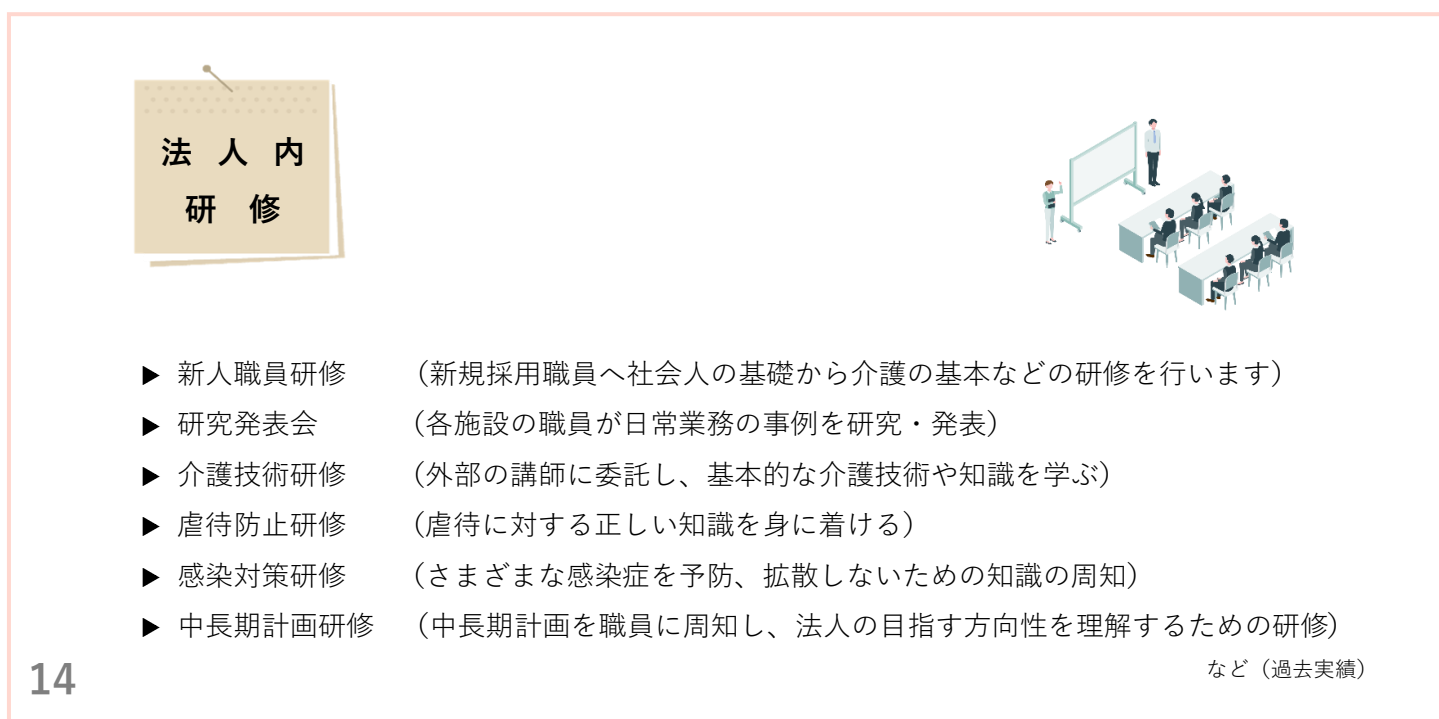 法人内
研修
▶ 新人職員研修 （新規採用職員へ社会人の基礎から介護の基本などの研修を行います）
▶ 研究発表会 （各施設の職員が日常業務の事例を研究・発表）
▶ 介護技術研修 （外部の講師に委託し、基本的な介護技術や知識を学ぶ）
▶ 虐待防止研修 （虐待に対する正しい知識を身に着ける）
▶ 感染対策研修 （さまざまな感染症を予防、拡散しないための知識の周知）
▶ 中長期計画研修 （中長期計画を職員に周知し、法人の目指す方向性を理解するための研修）
など（過去実績）
14